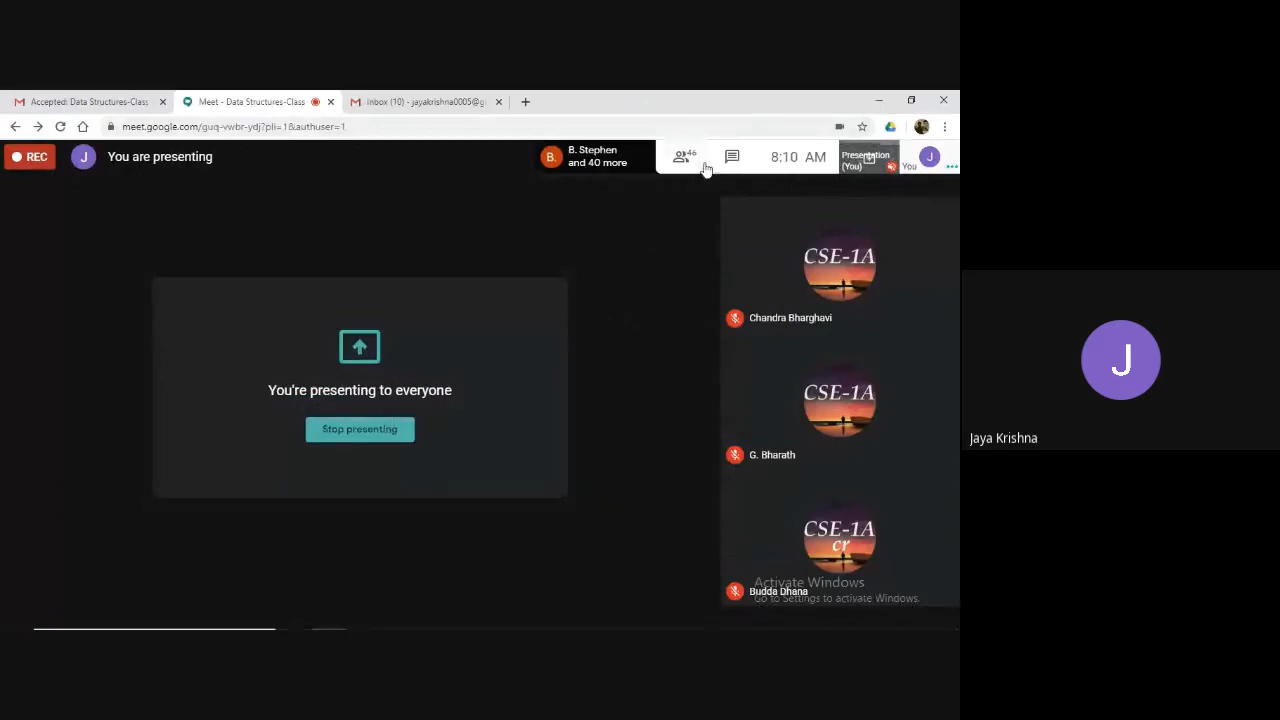 Accepted: Data Structures-Class
Meet - Data Structures-Class
Inbox (10) - jayakrishna0005@g
meet.google.com/guq-vwbr-ydj?pli=1&authuser=1
REC
J
You are presenting
B.
B. Stephen
and 40 more
46
8:10 AM
Presentation
(You)
You
J
CSE-1A
Chandra Bharghavi
You're presenting to everyone
Stop presenting
CSE-1A
G. Bharath
CSE-1A
cr
Budda Dhana
Activate Windows
Go to Settings to activate Windows.
J
Jaya Krishna